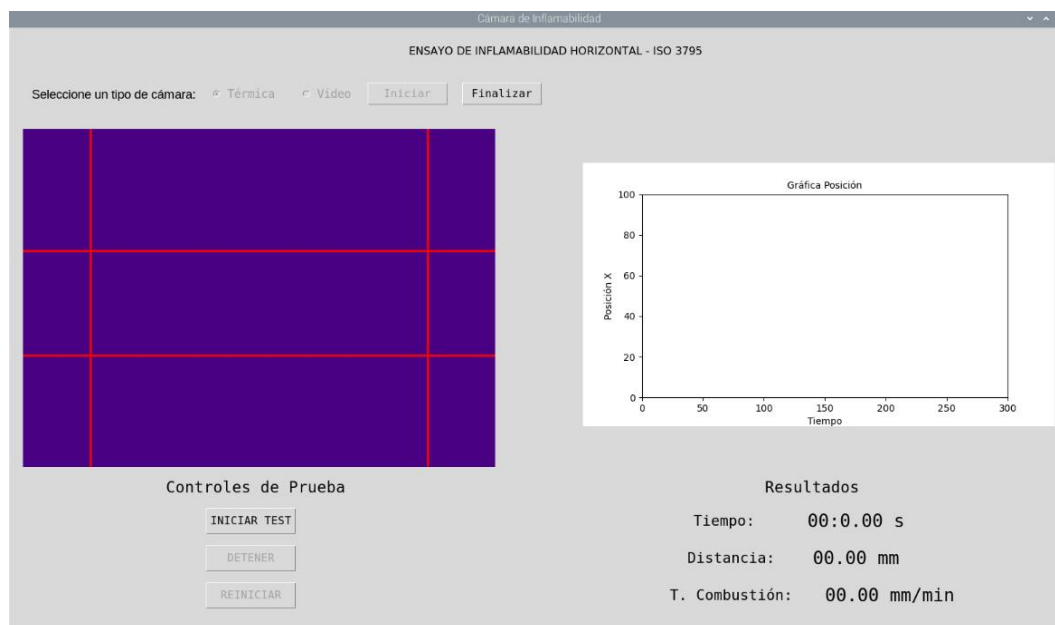 Cámara de Inflamabilidad
ENSAYO DE INFLAMABILIDAD HORIZONTAL - ISO 3795
Seleccione un tipo de cámara: Térmica Video Iniciar Finalizar
Gráfica Posición
100
80
60
40
20
0
Posición X
0 50 100 150 200 250 300
Tiempo
Controles de Prueba
INICIAR TEST
DETENER
REINICIAR
Resultados
Tiempo: 00:0.00 s
Distancia: 00.00 mm
T. Combustión: 00.00 mm/min